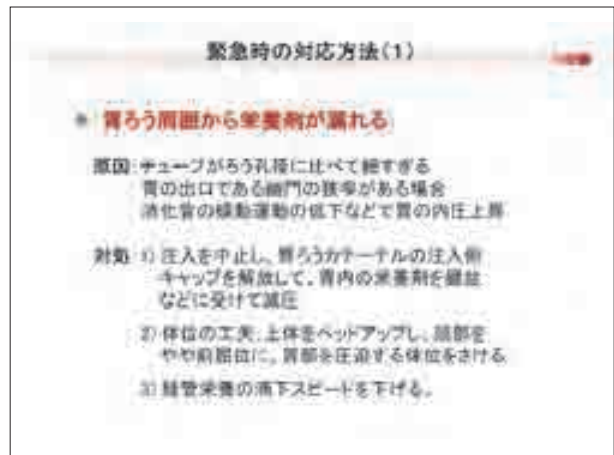 緊急時の対応方法(1)
胃ろう周囲から栄養剤が漏れる
原因:チューブがろう孔径に比べて細すぎる
胃の出口である幽門の狭窄がある場合
消化管の蠕動運動の低下などで胃の内圧上昇
対処 1) 注入を中止し、胃ろうカテーテルの注入側
キャップを解放して、胃内の栄養剤を
などに受けて減圧
2) 体位の工夫:上体をベッドアップし、頭部を
やや前屈位に、胃部を圧迫する体位をさける
3) 経管栄養の滴下スピードを下げる。